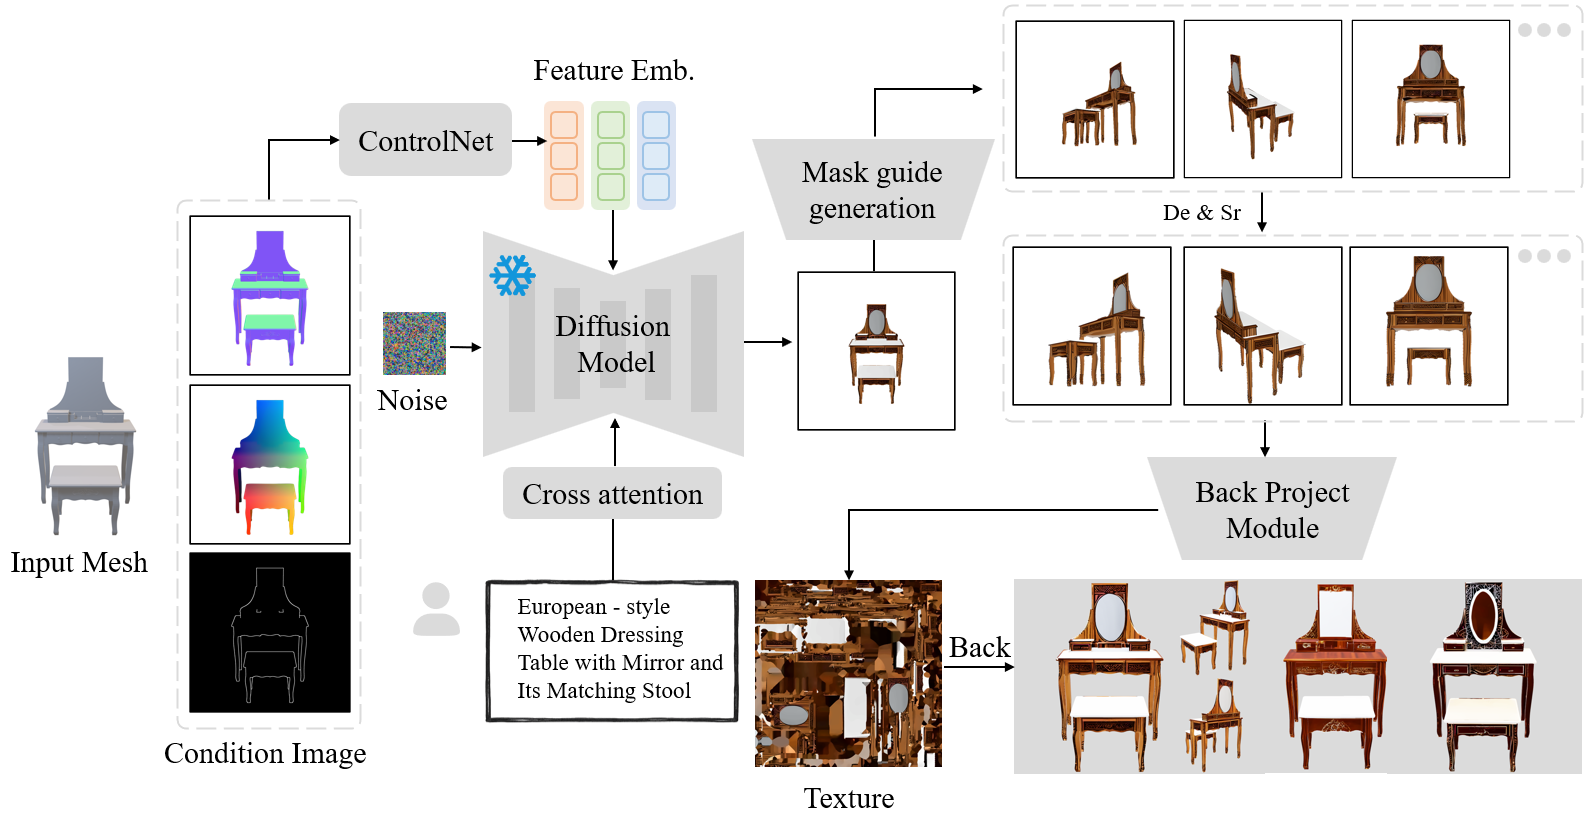 Feature Emb.
ControlNet
Mask guide
generation
De & Sr
Diffusion
Model
Noise
Cross attention
Back Project
Module
Input Mesh
European - style
Wooden Dressing
Table with Mirror and
Its Matching Stool
Back
Condition Image
Texture